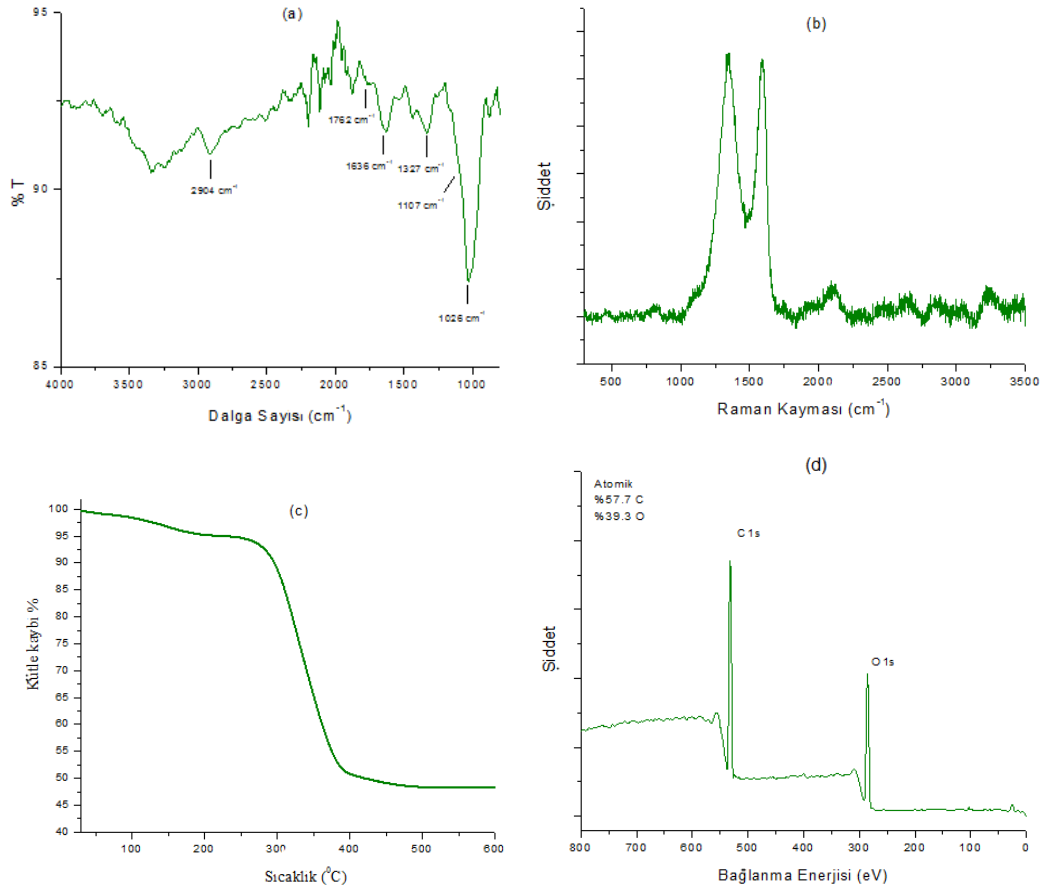 (a)
95
90
85
% T
1762 cm⁻¹
1636 cm⁻¹
1327 cm⁻¹
2904 cm⁻¹
1107 cm⁻¹
1026 cm⁻¹
4000 3500 3000 2500 2000 1500 1000
Dalga Sayısı (cm⁻¹)
(b)
Şiddet
500 1000 1500 2000 2500 3000 3500
Raman Kayması (cm⁻¹)
(c)
100
95
90
85
80
75
70
65
60
55
50
45
40
Kütle kaybı %
100 200 300 400 500 600
Sıcaklık (⁰C)
(d)
Atomik
%57.7 C
%39.3 O
C 1s
O 1s
Şiddet
800 700 600 500 400 300 200 100 0
Bağlanma Enerjisi (eV)